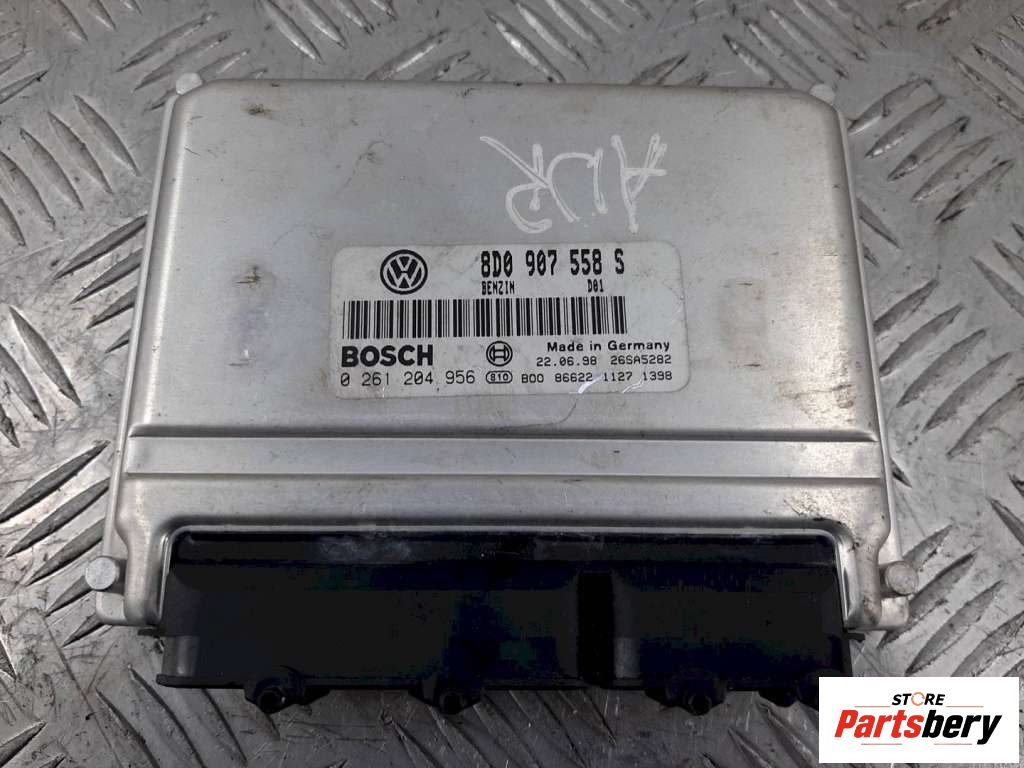 AUR
8D0 907 558 S
BENZIN D01
BOSCH Made in Germany
22.06.98 26SA5282
0 261 204 956 810 B00 86622 1127 1398
STORE
Partsbery